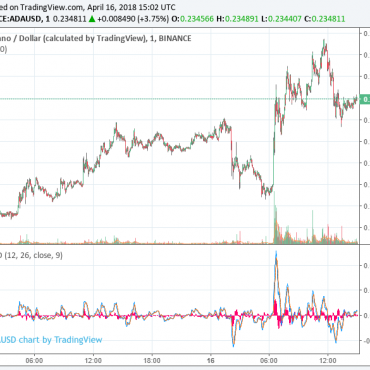 ed on TradingView.com, April 16, 2018 15:02 UTC
CE:ADAUSD, 1 0.234811 ▲ +0.008490 (+3.75%) O:0.234566 H:0.234891 L:0.234407 C:0.234811
ano / Dollar (calculated by TradingView), 1, BINANCE
0)
D (12, 26, close, 9)
USD chart by TradingView
06:00 12:00 18:00 16 06:00 12:00